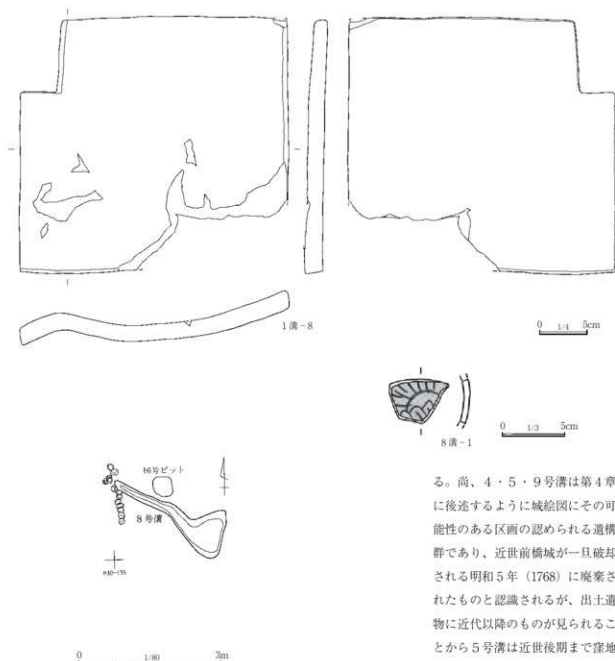 1溝-8
0 1/4 5cm
8溝-1
0 1/3 5cm
86号ピット
8号溝
0 1/80 3m
る。尚、4・5・9号溝は第4章
に後述するように城絵図にその可
能性のある区画の認められる遺構
群であり、近世前橋城が一旦破却
される明和5年（1768）に廃棄さ
れたものと認識されるが、出土遺
物に近代以降のものが見られるこ
とから5号溝は近世後期まで窪地